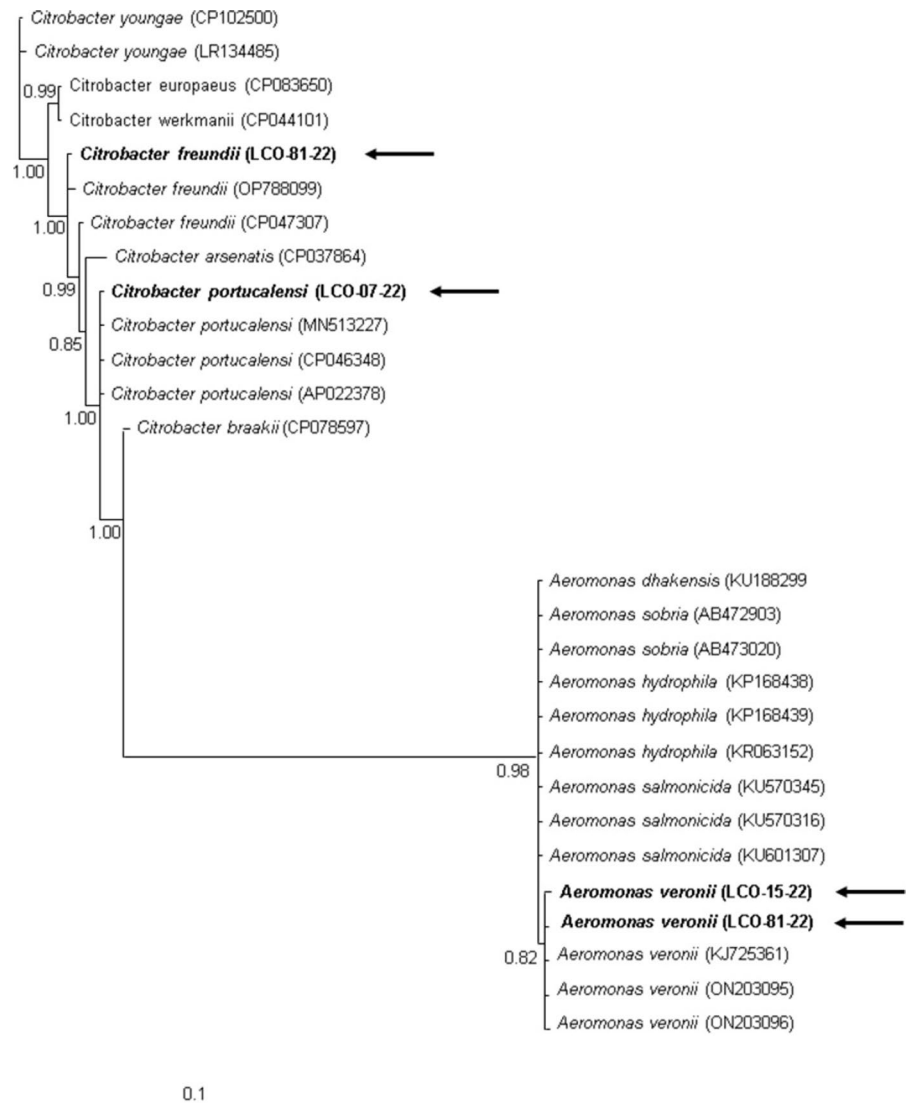 Citrobacter youngae (CP102500)
Citrobacter youngae (LR134485)
0.99
Citrobacter europaeus (CP083650)
Citrobacter werkmanii (CP044101)
1.00
Citrobacter freundii (LCO-81-22)
Citrobacter freundii (OP788099)
1.00
Citrobacter freundii (CP047307)
Citrobacter arsenatis (CP037864)
0.99
Citrobacter portucalensi (LCO-07-22)
Citrobacter portucalensi (MN513227)
0.85
Citrobacter portucalensi (CP046348)
Citrobacter portucalensi (AP022378)
1.00
Citrobacter braakii (CP078597)
1.00
Aeromonas dhakensis (KU188299
Aeromonas sobria (AB472903)
Aeromonas sobria (AB473020)
Aeromonas hydrophila (KP168438)
Aeromonas hydrophila (KP168439)
Aeromonas hydrophila (KR063152)
0.98
Aeromonas salmonicida (KU570345)
Aeromonas salmonicida (KU570316)
Aeromonas salmonicida (KU601307)
Aeromonas veronii (LCO-15-22)
Aeromonas veronii (LCO-81-22)
0.82
Aeromonas veronii (KJ725361)
Aeromonas veronii (ON203095)
Aeromonas veronii (ON203096)
0.1